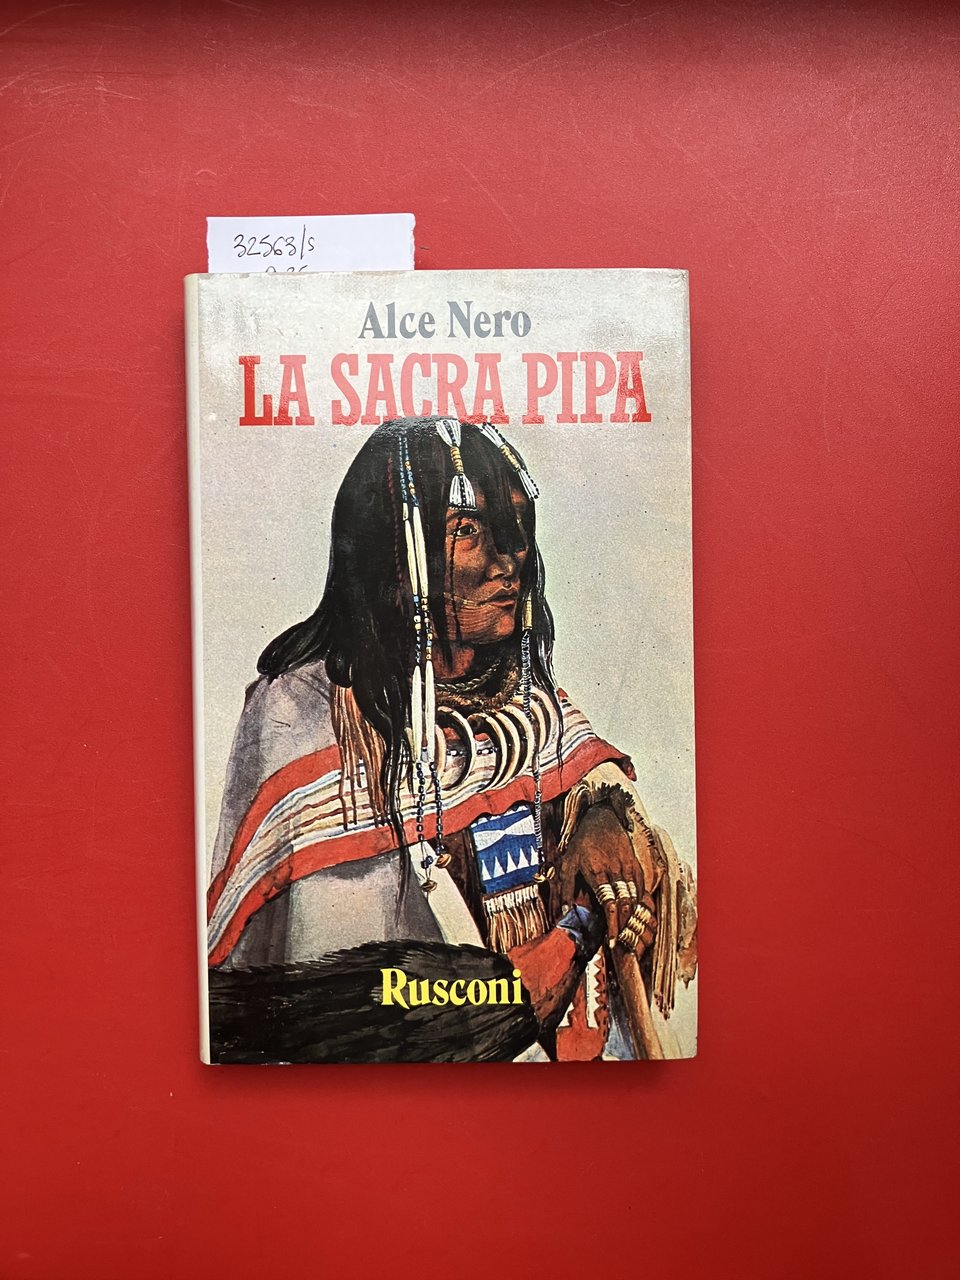 32563/s
Alce Nero
LA SACRA PIPA
Rusconi